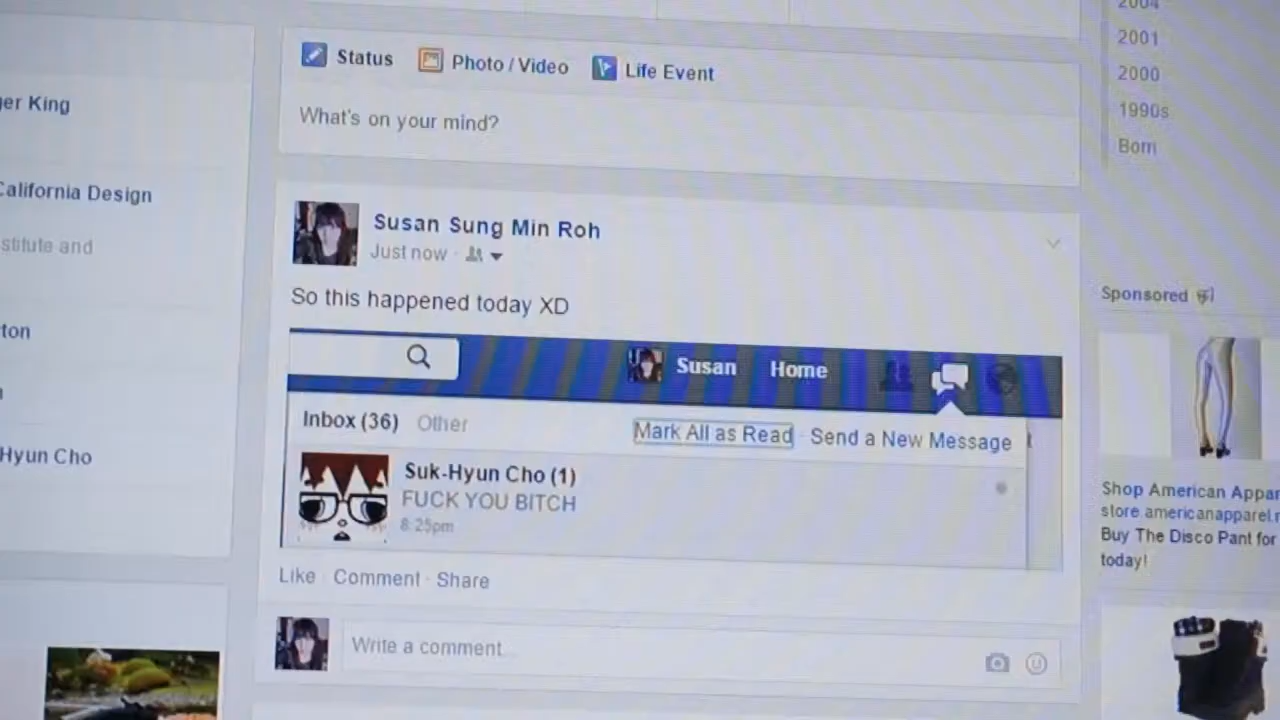 2004
2001
2000
1990s
Born
ger King
California Design
stitute and
ton
Hyun Cho
Status
Photo / Video
Life Event
What's on your mind?
Susan Sung Min Roh
Just now ·
So this happened today XD
Susan
Home
Inbox (36)
Other
Mark All as Read · Send a New Message
Suk-Hyun Cho (1)
FUCK YOU BITCH
8:25pm
Like · Comment · Share
Write a comment...
Sponsored
Shop American Appar
store.americanapparel.n
Buy The Disco Pant for
today!